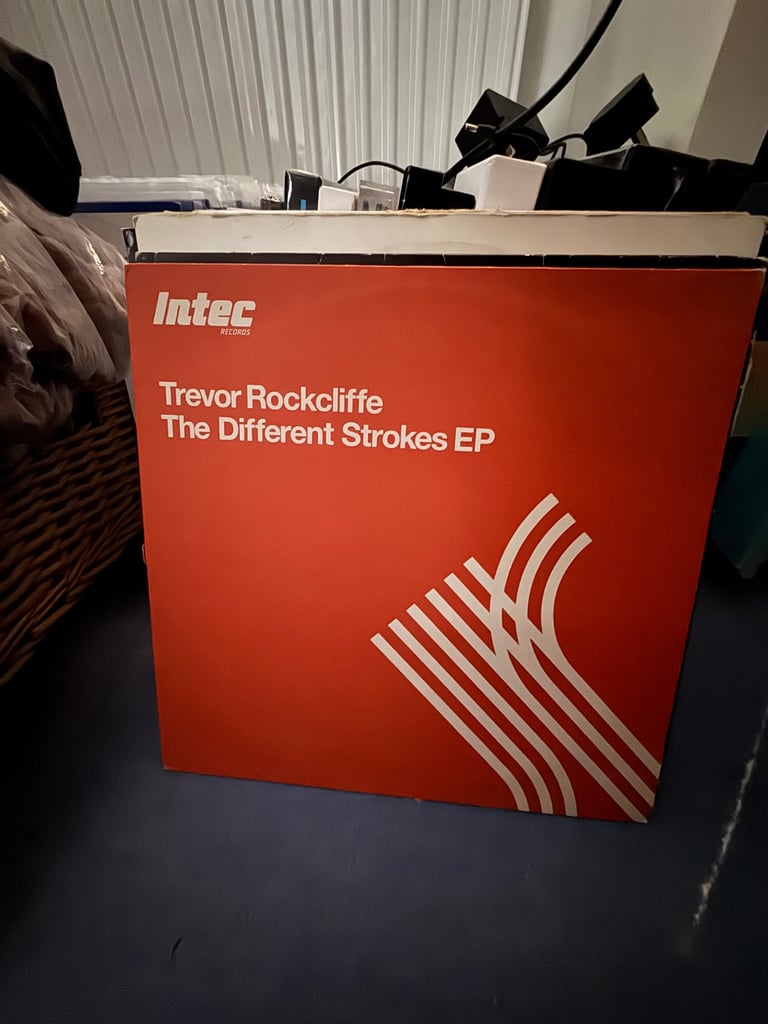 Intec
RECORDS
Trevor Rockcliffe
The Different Strokes EP